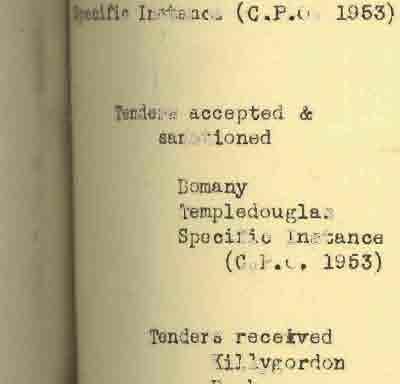 Specific Instance (C.P.O. 1953)
Tenders accepted &
sanctioned
Bomany
Templedouglas
Specific Instance
(C.P.O. 1953)
Tenders received
Killygordon